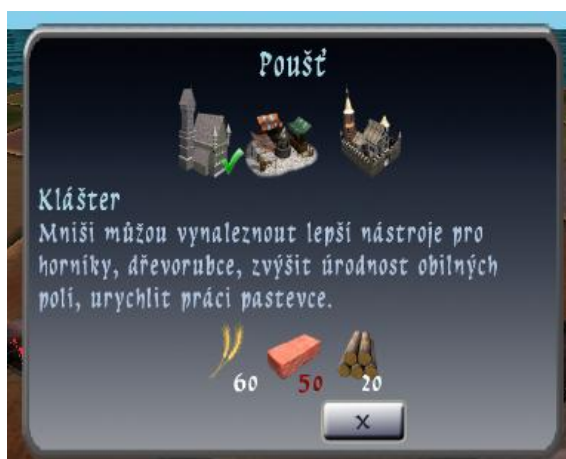 Poušť
Klášter
Mniši můžou vynaleznout lepší nástroje pro
horníky, dřevorubce, zvýšit úrodnost obilných
polí, urychlit práci pastevce.
60 50 20
x